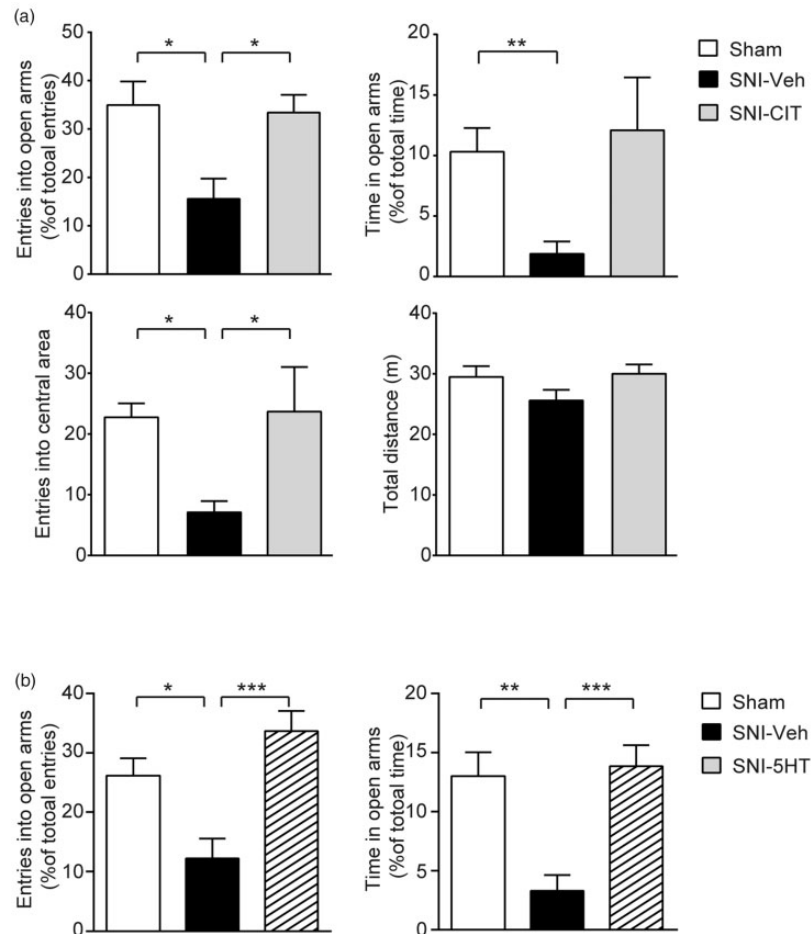 (a)
Entries into open arms
(%of totoal entries)
50
40
30
20
10
0
* *
Time in open arms
(%of totoal time)
20
15
10
5
0
**
Sham
SNI-Veh
SNI-CIT
Entries into central area
40
30
20
10
0
* *
Total distance (m)
40
30
20
10
0
(b)
Entries into open arms
(%of totoal entries)
40
30
20
10
0
* ***
Time in open arms
(%of totoal time)
20
15
10
5
0
** ***
Sham
SNI-Veh
SNI-5HT